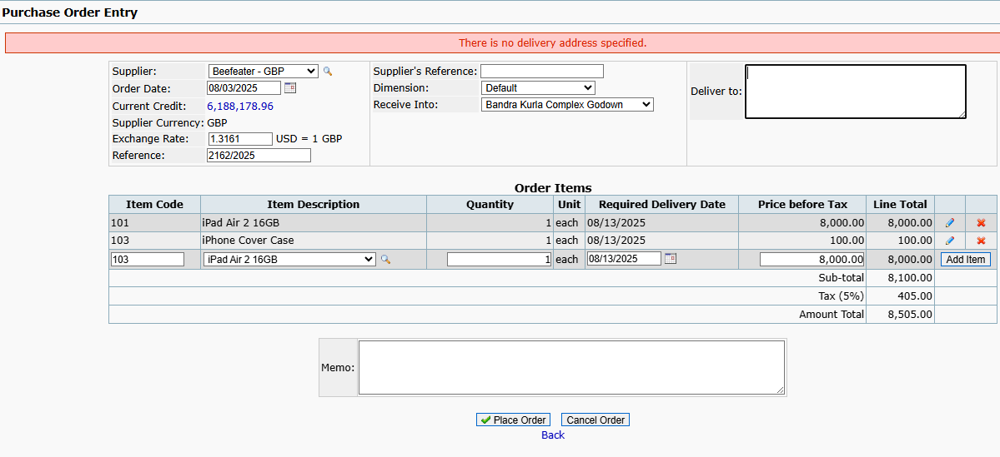 Purchase Order Entry
There is no delivery address specified.
Supplier: Beefeater - GBP
Order Date: 08/03/2025
Current Credit: 6,188,178.96
Supplier Currency: GBP
Exchange Rate: 1.3161 USD = 1 GBP
Reference: 2162/2025
Supplier's Reference:
Dimension: Default
Receive Into: Bandra Kurla Complex Godown
Deliver to:
Order Items
Item Code Item Description Quantity Unit Required Delivery Date Price before Tax Line Total
101 iPad Air 2 16GB 1 each 08/13/2025 8,000.00 8,000.00
103 iPhone Cover Case 1 each 08/13/2025 100.00 100.00
103 iPad Air 2 16GB 1 each 08/13/2025 8,000.00 8,000.00 Add Item
Sub-total 8,100.00
Tax (5%) 405.00
Amount Total 8,505.00
Memo:
Place Order Cancel Order
Back